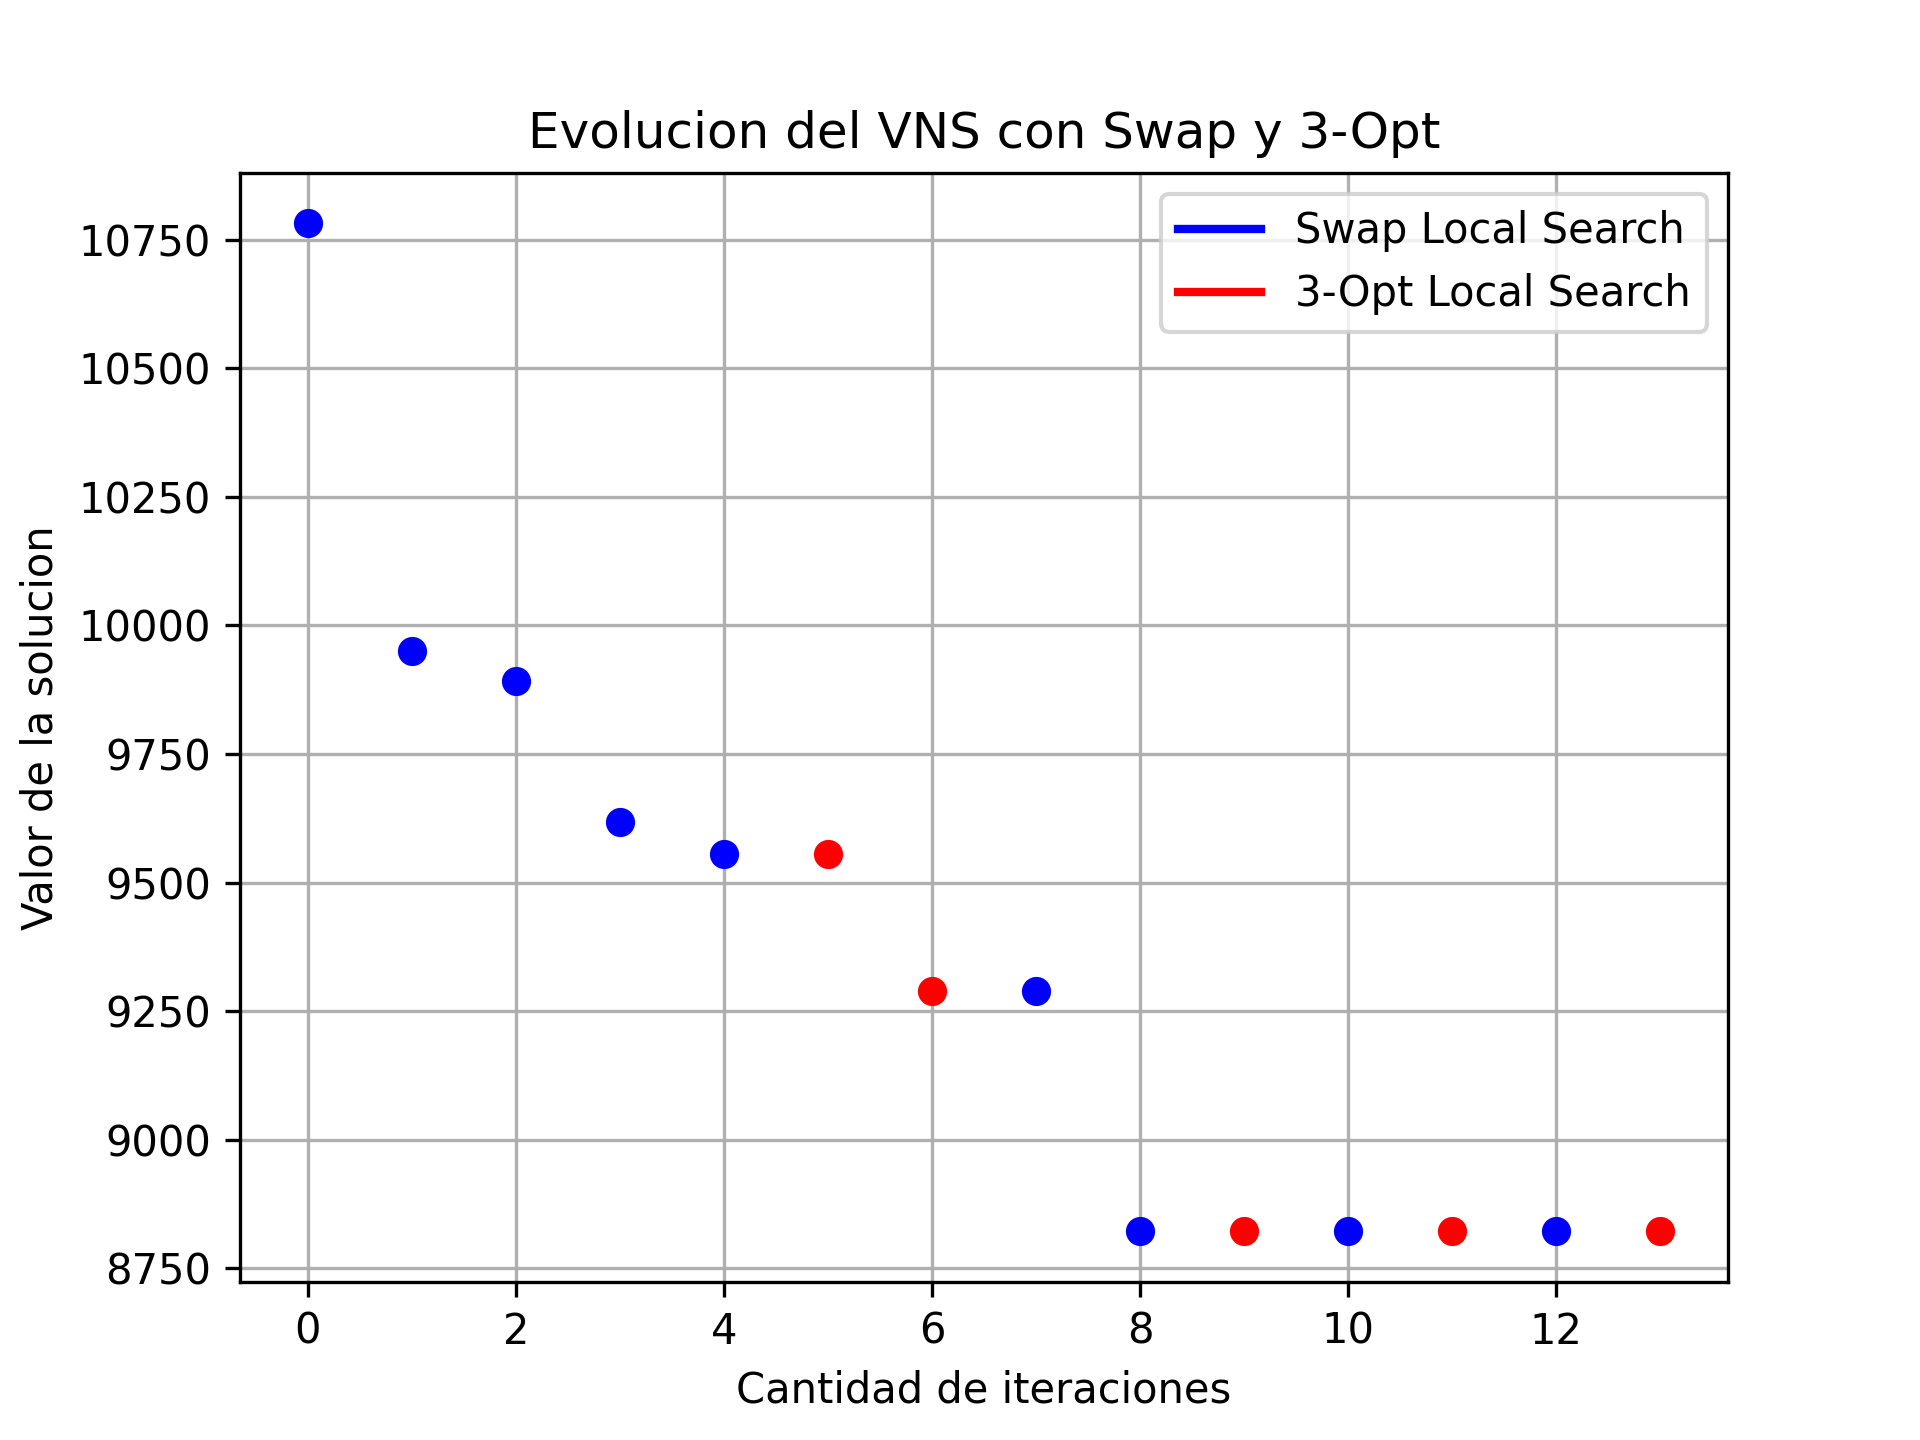 Evolucion del VNS con Swap y 3-Opt
Swap Local Search
3-Opt Local Search
Valor de la solucion
10750
10500
10250
10000
9750
9500
9250
9000
8750
0 2 4 6 8 10 12
Cantidad de iteraciones